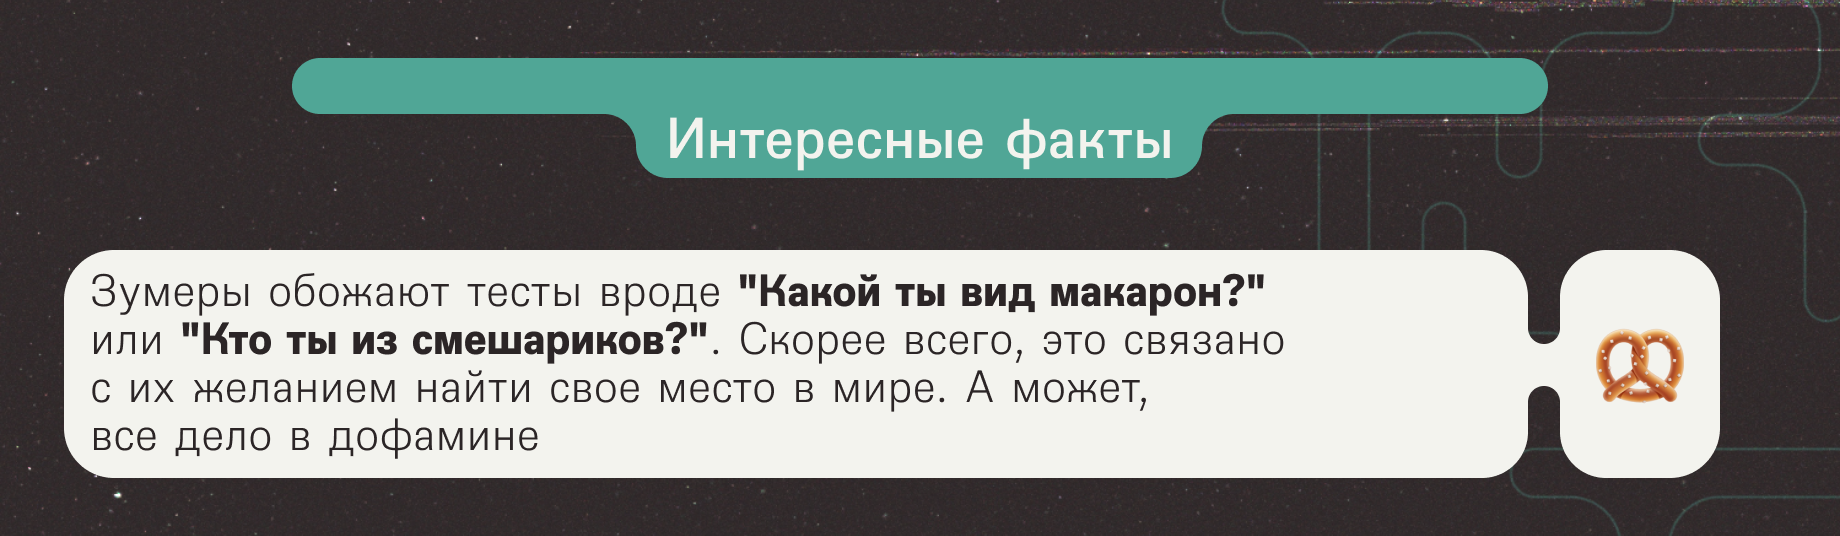 Интересные факты
Зумеры обожают тесты вроде "Какой ты вид макарон?"
или "Кто ты из смешариков?". Скорее всего, это связано
с их желанием найти свое место в мире. А может,
все дело в дофамине